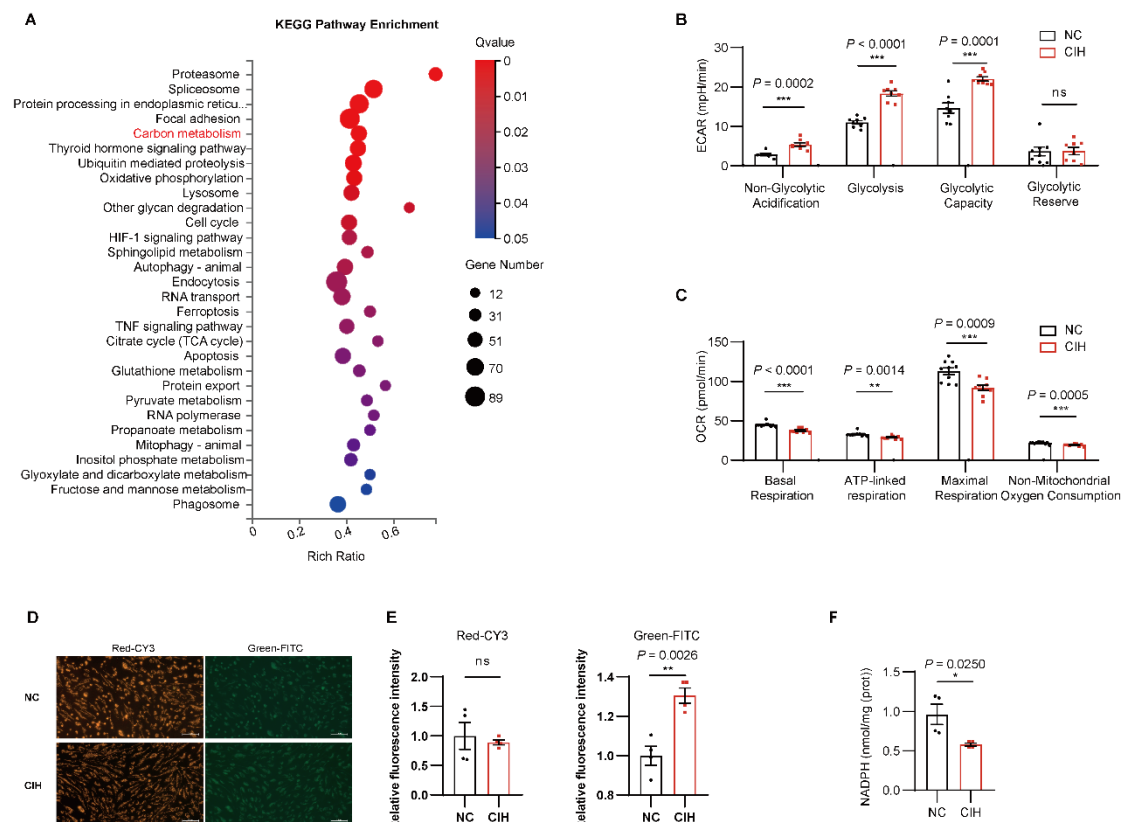 A
KEGG Pathway Enrichment
Proteasome
Spliceosome
Protein processing in endoplasmic reticu..
Focal adhesion
Carbon metabolism
Thyroid hormone signaling pathway
Ubiquitin mediated proteolysis
Oxidative phosphorylation
Lysosome
Other glycan degradation
Cell cycle
HIF-1 signaling pathway
Sphingolipid metabolism
Autophagy - animal
Endocytosis
RNA transport
Ferroptosis
TNF signaling pathway
Citrate cycle (TCA cycle)
Apoptosis
Glutathione metabolism
Protein export
Pyruvate metabolism
RNA polymerase
Propanoate metabolism
Mitophagy - animal
Inositol phosphate metabolism
Glyoxylate and dicarboxylate metabolism
Fructose and mannose metabolism
Phagosome
0
0.2
0.4
0.6
Rich Ratio
Qvalue
0
0.01
0.02
0.03
0.04
0.05
Gene Number
12
31
51
70
89
B
NC
CIH
ECAR (mpH/min)
30
20
10
0
P = 0.0002
***
P < 0.0001
***
P = 0.0001
***
ns
Non-Glycolytic
Acidification
Glycolysis
Glycolytic
Capacity
Glycolytic
Reserve
C
NC
CIH
OCR (pmol/min)
150
100
50
0
P < 0.0001
***
P = 0.0014
**
P = 0.0009
***
P = 0.0005
***
Basal
Respiration
ATP-linked
respiration
Maximal
Respiration
Non-Mitochondrial
Oxygen Consumption
D
Red-CY3
Green-FITC
NC
CIH
E
Red-CY3
ns
Relative fluorescence intensity
2.0
1.5
1.0
0.5
0.0
NC
CIH
Green-FITC
P = 0.0026
**
Relative fluorescence intensity
1.4
1.2
1.0
0.8
NC
CIH
F
P = 0.0250
*
NADPH (nmol/mg (prot))
1.5
1.0
0.5
0.0
NC
CIH